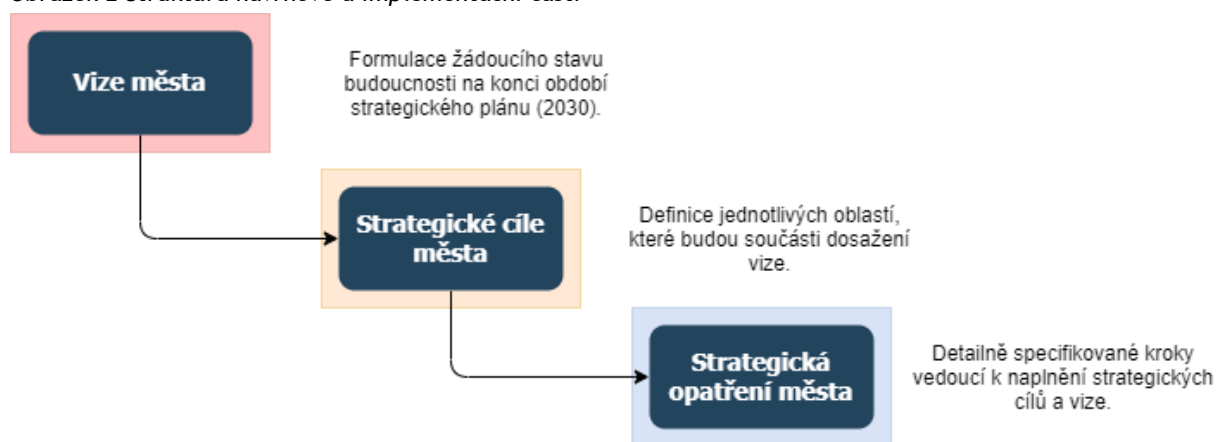 Vize města
Formulace žádoucího stavu
budoucnosti na konci období
strategického plánu (2030).
Strategické cíle
města
Definice jednotlivých oblastí,
které budou součásti dosažení
vize.
Strategická
opatření města
Detailně specifikované kroky
vedoucí k naplnění strategických
cílů a vize.